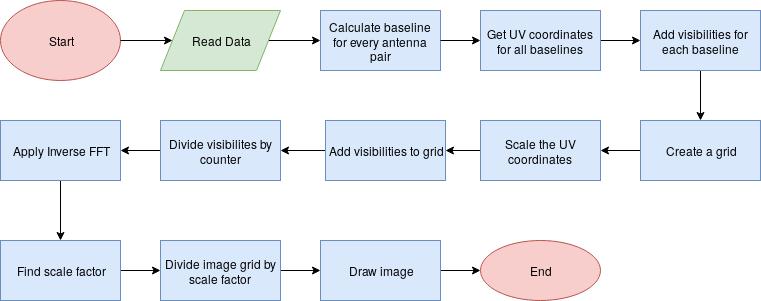 Start
Read Data
Calculate baseline
for every antenna
pair
Get UV coordinates
for all baselines
Add visibilities for
each baseline
Create a grid
Scale the UV
coordinates
Add visibilities to grid
Divide visibilites by
counter
Apply Inverse FFT
Find scale factor
Divide image grid by
scale factor
Draw image
End